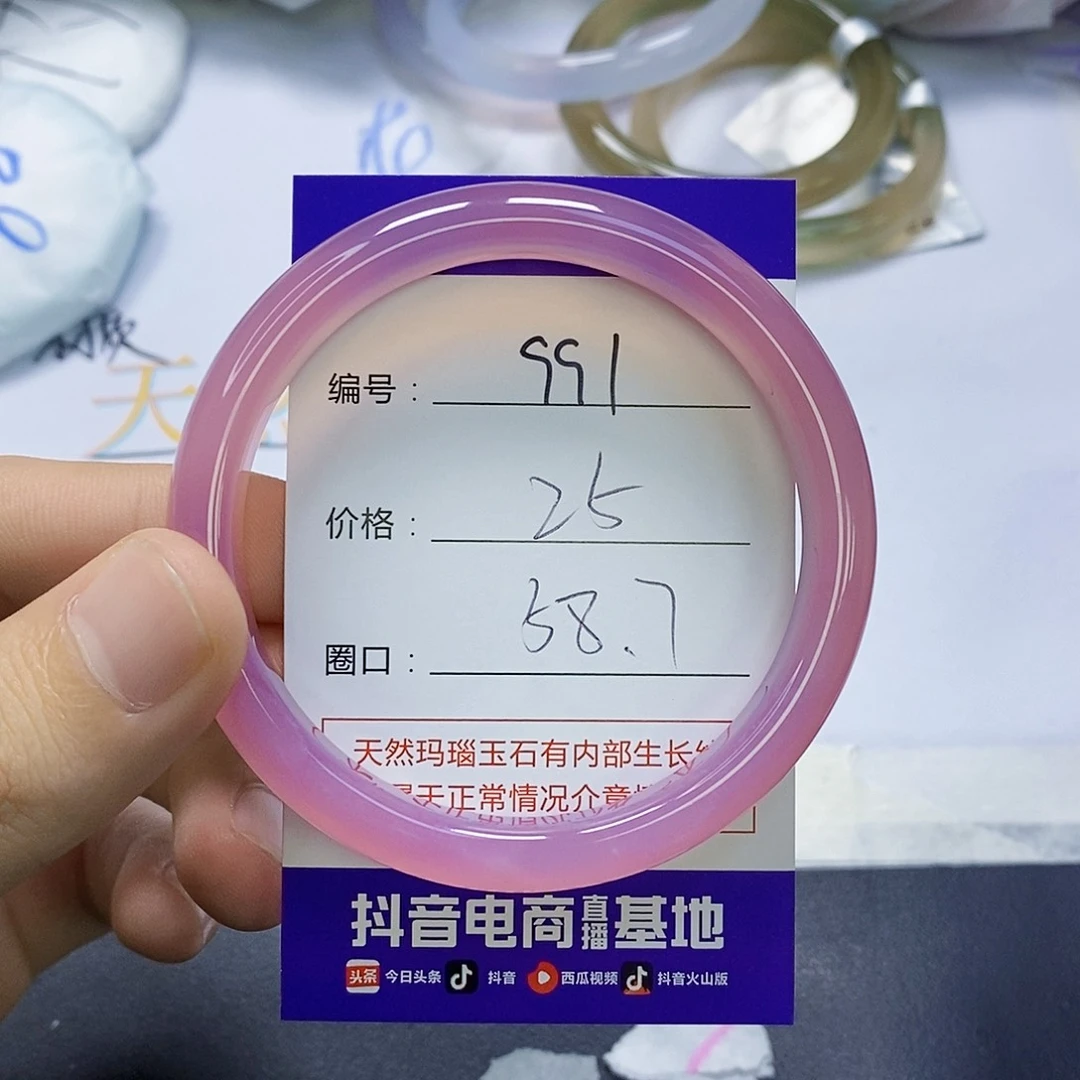 天
编号： 991
价格： 25
圈口： 58.7
天然玛瑙玉石有内部生长
正常情况介意
抖音电商直播基地
头条 今日头条 抖音 西瓜视频 抖音火山版